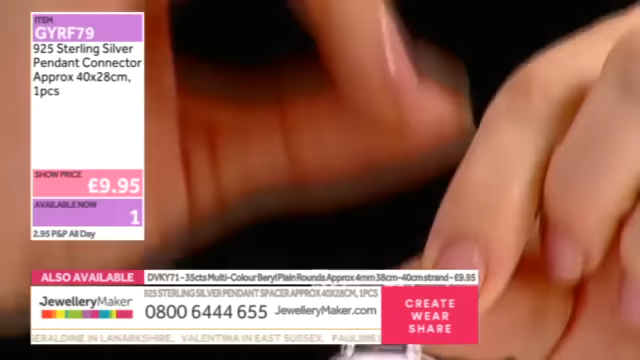 ITEM
GYRF79
925 Sterling Silver
Pendant Connector
Approx 40x28cm,
1pcs
SHOW PRICE
£9.95
AVAILABLE NOW
1
2.95 P&P All Day
ALSO AVAILABLE
DVKY71 - 35cts Multi-Colour Beryl Plain Rounds Approx 4mm 38cm-40cm strand - £9.95
JewelleryMaker
925 STERLING SILVER PENDANT SPACER APPROX 40X28CM, 1PCS
0800 6444 655 JewelleryMaker.com
CREATE
WEAR
SHARE
ERALDINE IN LANARKSHIRE, VALENTINA IN EAST SUSSEX, PAULINE